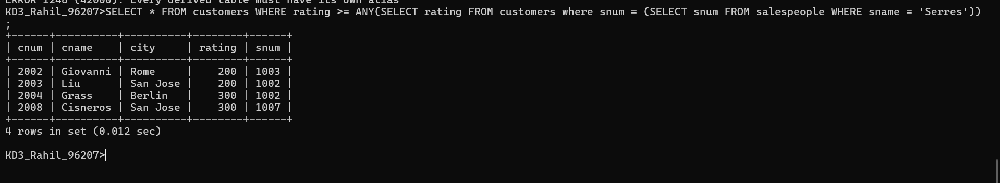 ERROR 1248 (42000): Every derived table must have its own alias
KD3_Rahil_96207>SELECT * FROM customers WHERE rating >= ANY(SELECT rating FROM customers where snum = (SELECT snum FROM salespeople WHERE sname = 'Serres'))
;
+------+----------+----------+--------+------+
| cnum | cname    | city     | rating | snum |
+------+----------+----------+--------+------+
| 2002 | Giovanni | Rome     |    200 | 1003 |
| 2003 | Liu      | San Jose |    200 | 1002 |
| 2004 | Grass    | Berlin   |    300 | 1002 |
| 2008 | Cisneros | San Jose |    300 | 1007 |
+------+----------+----------+--------+------+
4 rows in set (0.012 sec)
KD3_Rahil_96207>